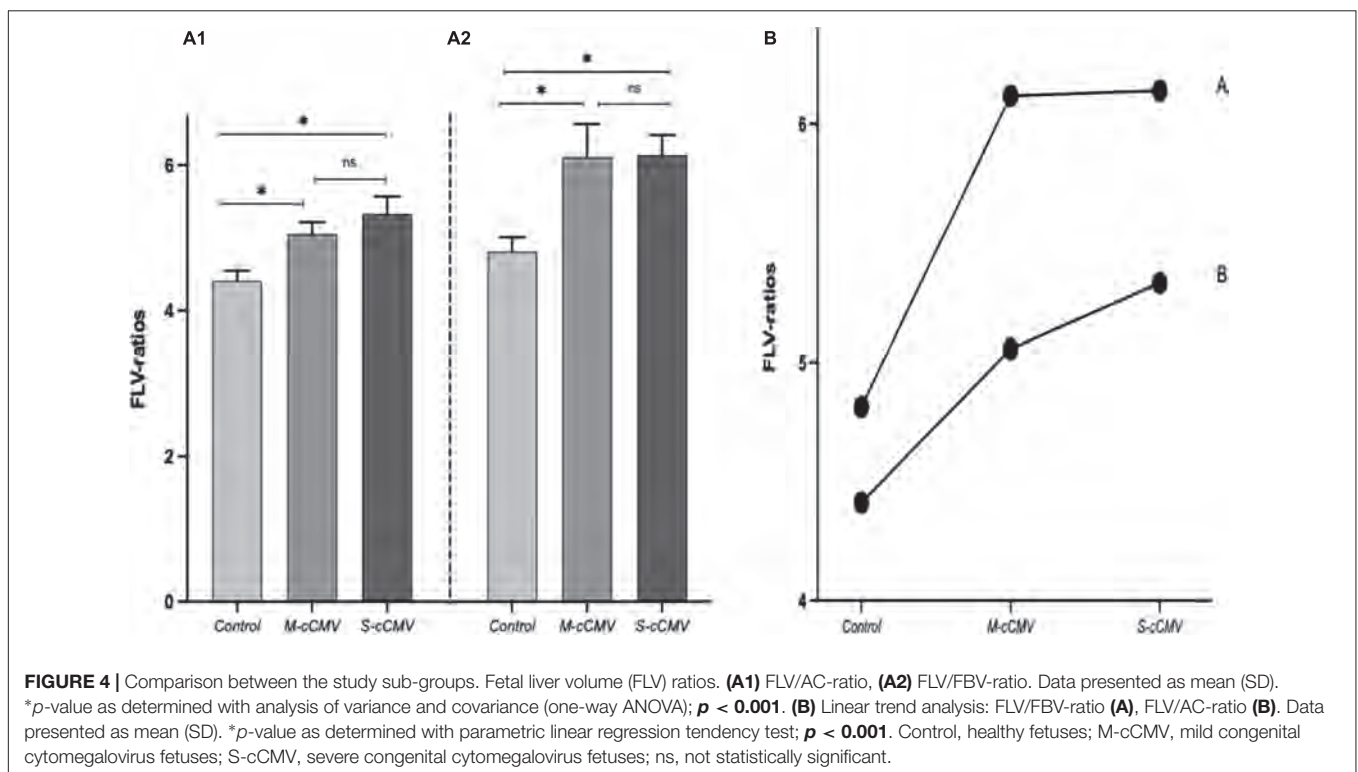 A1
A2
B
*
*
*
ns
*
ns
*
A
B
FLV-ratios
6
4
2
0
FLV-ratios
6
5
4
Control M-cCMV S-cCMV
Control M-cCMV S-cCMV
Control M-cCMV S-cCMV
FIGURE 4 | Comparison between the study sub-groups. Fetal liver volume (FLV) ratios. (A1) FLV/AC-ratio, (A2) FLV/FBV-ratio. Data presented as mean (SD).
*p-value as determined with analysis of variance and covariance (one-way ANOVA); p < 0.001. (B) Linear trend analysis: FLV/FBV-ratio (A), FLV/AC-ratio (B). Data
presented as mean (SD). *p-value as determined with parametric linear regression tendency test; p < 0.001. Control, healthy fetuses; M-cCMV, mild congenital
cytomegalovirus fetuses; S-cCMV, severe congenital cytomegalovirus fetuses; ns, not statistically significant.